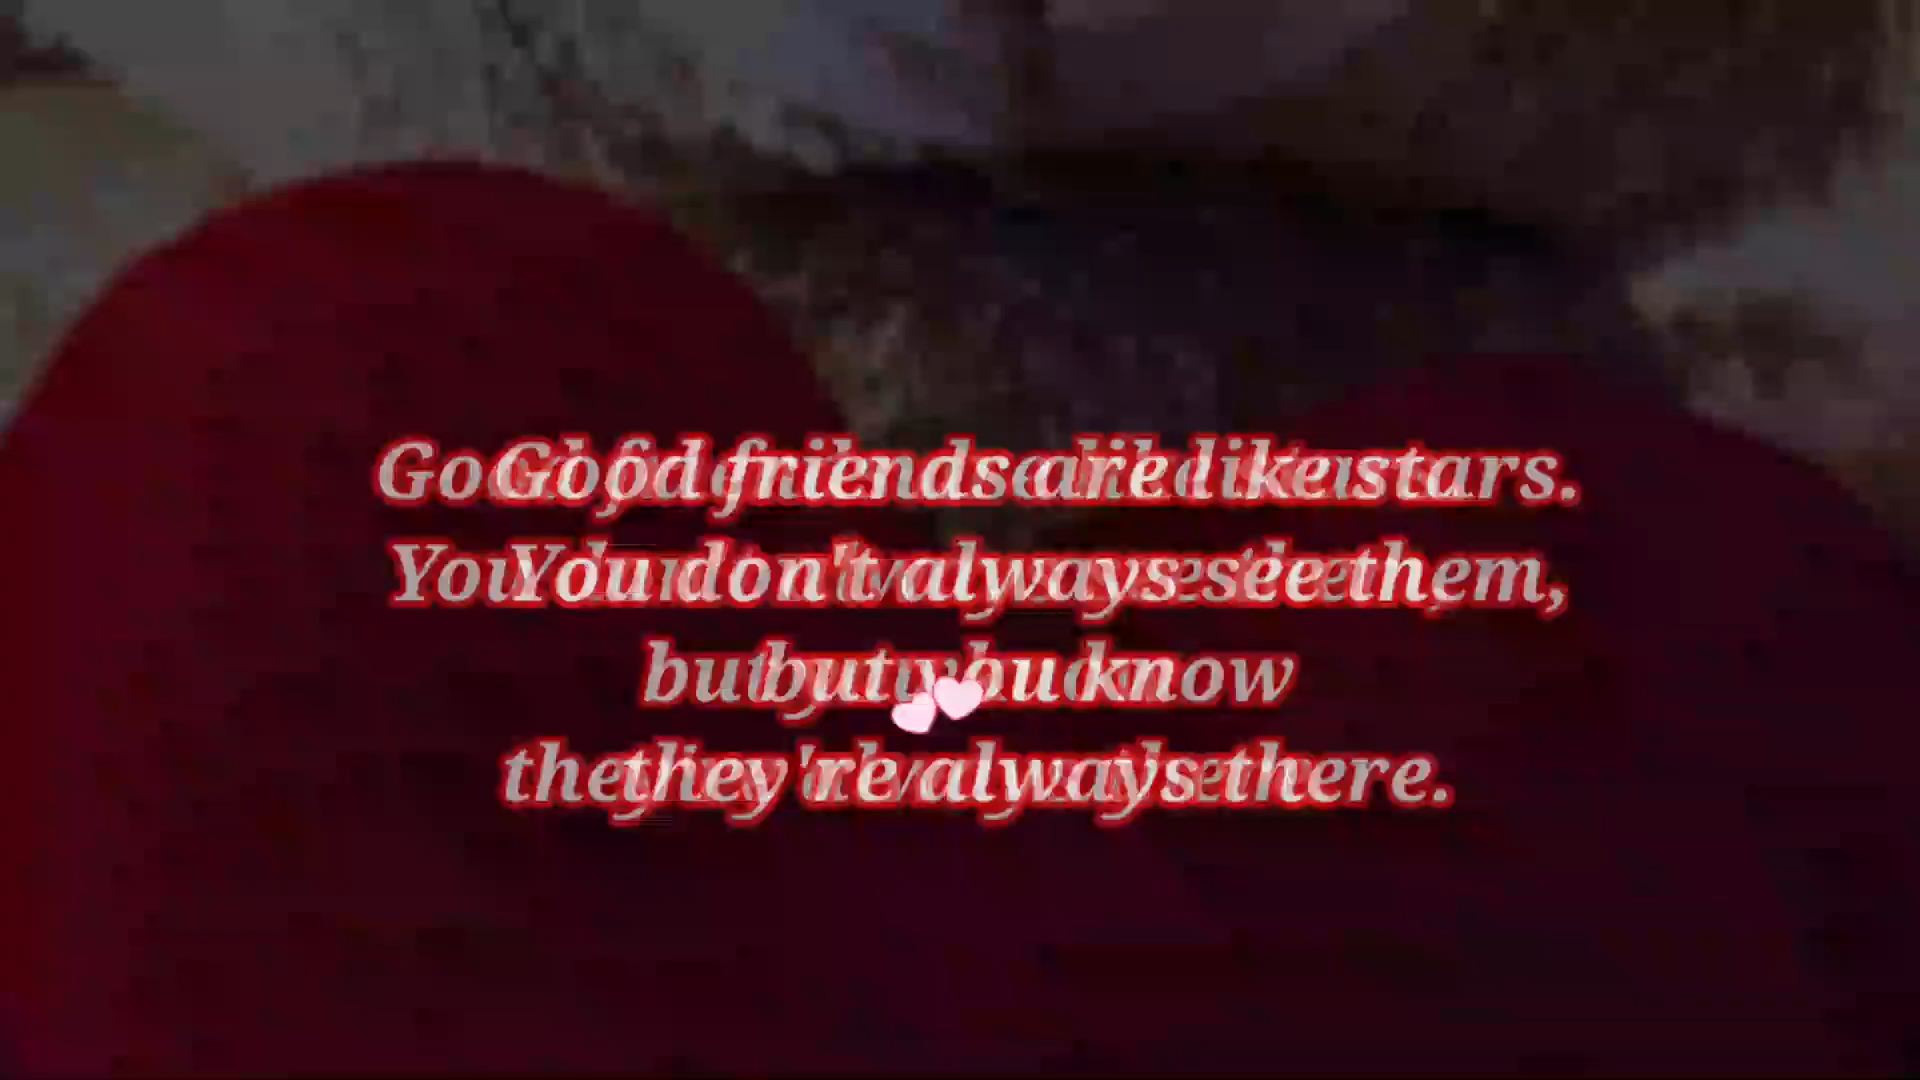 Good friends are like stars.
You don't always see them,
but you know
they're always there.